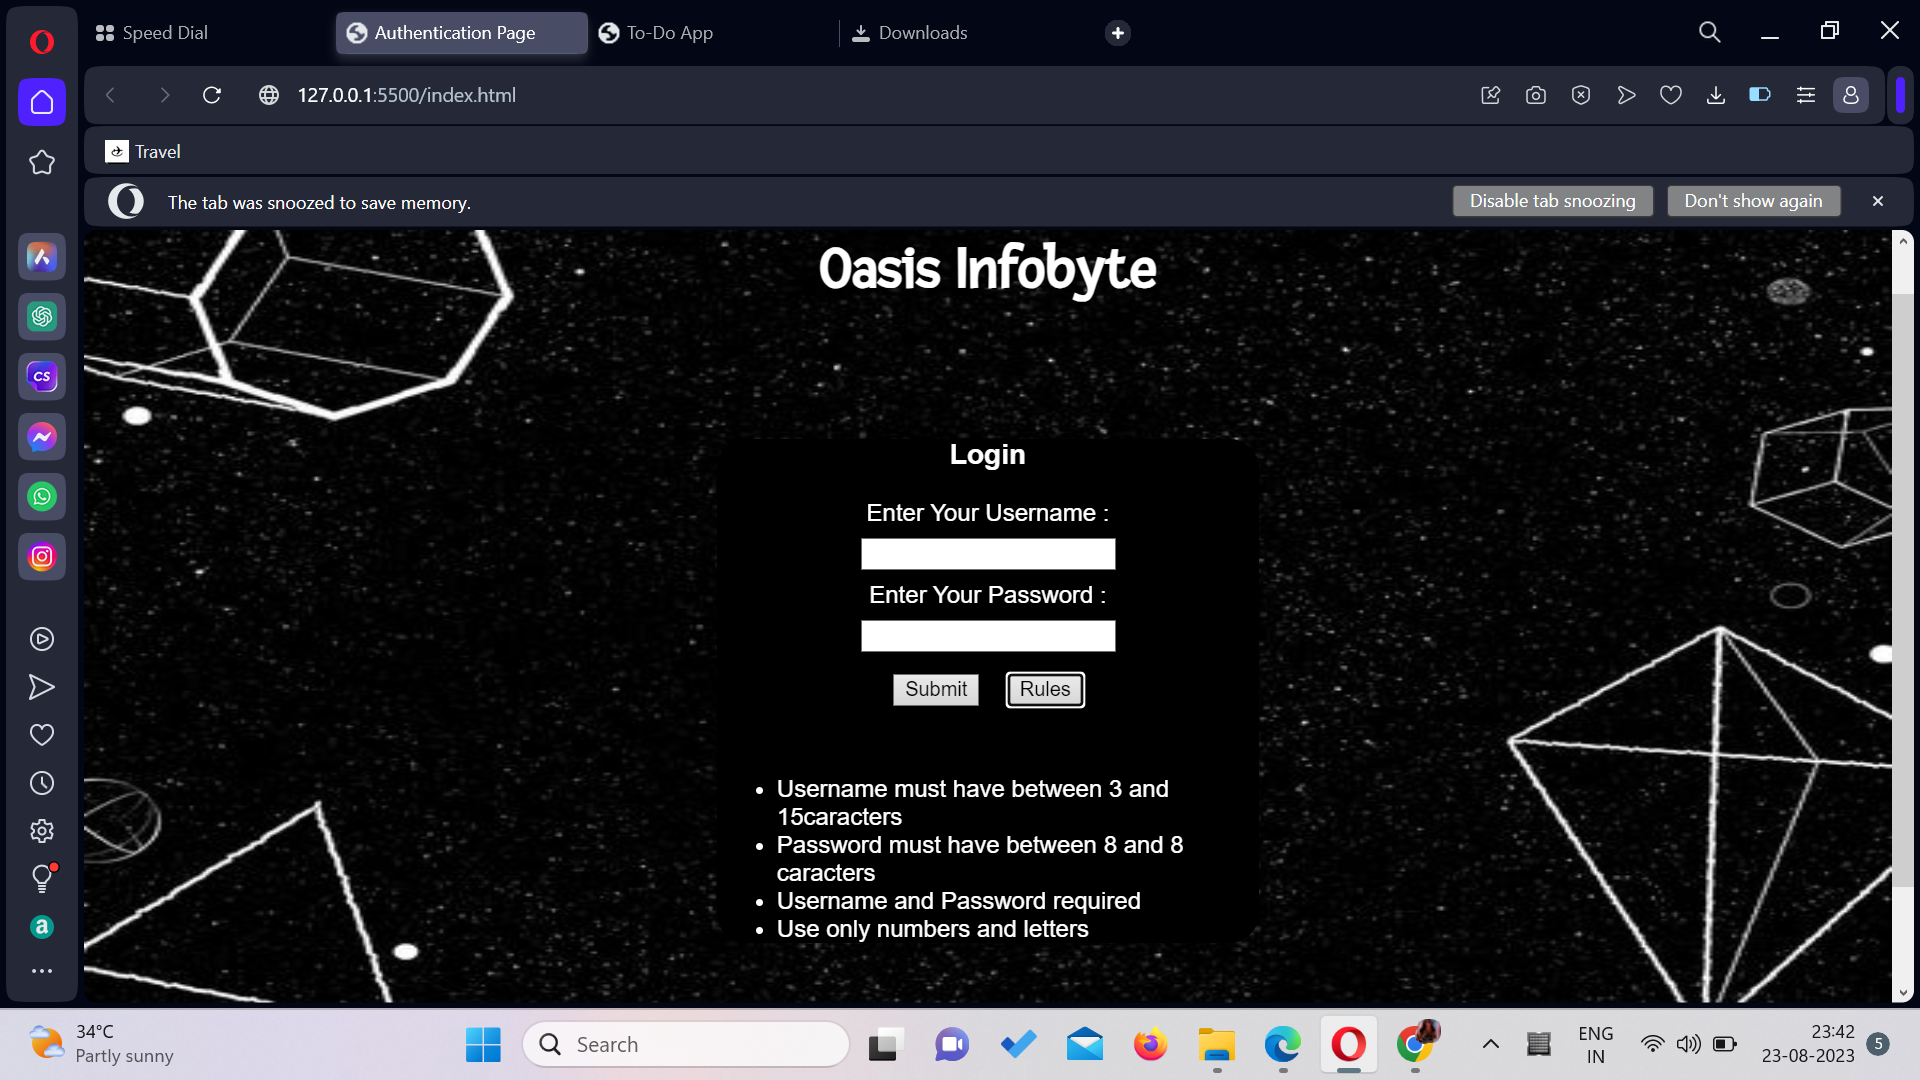 Speed Dial
Authentication Page
To-Do App
Downloads
127.0.0.1:5500/index.html
Travel
The tab was snoozed to save memory.
Disable tab snoozing
Don't show again
Oasis Infobyte
CS
Login
Enter Your Username :
Enter Your Password :
Submit
Rules
Username must have between 3 and
15caracters
Password must have between 8 and 8
caracters
Username and Password required
Use only numbers and letters
a
34°C
Partly sunny
Search
ENG
IN
23:42
23-08-2023
5